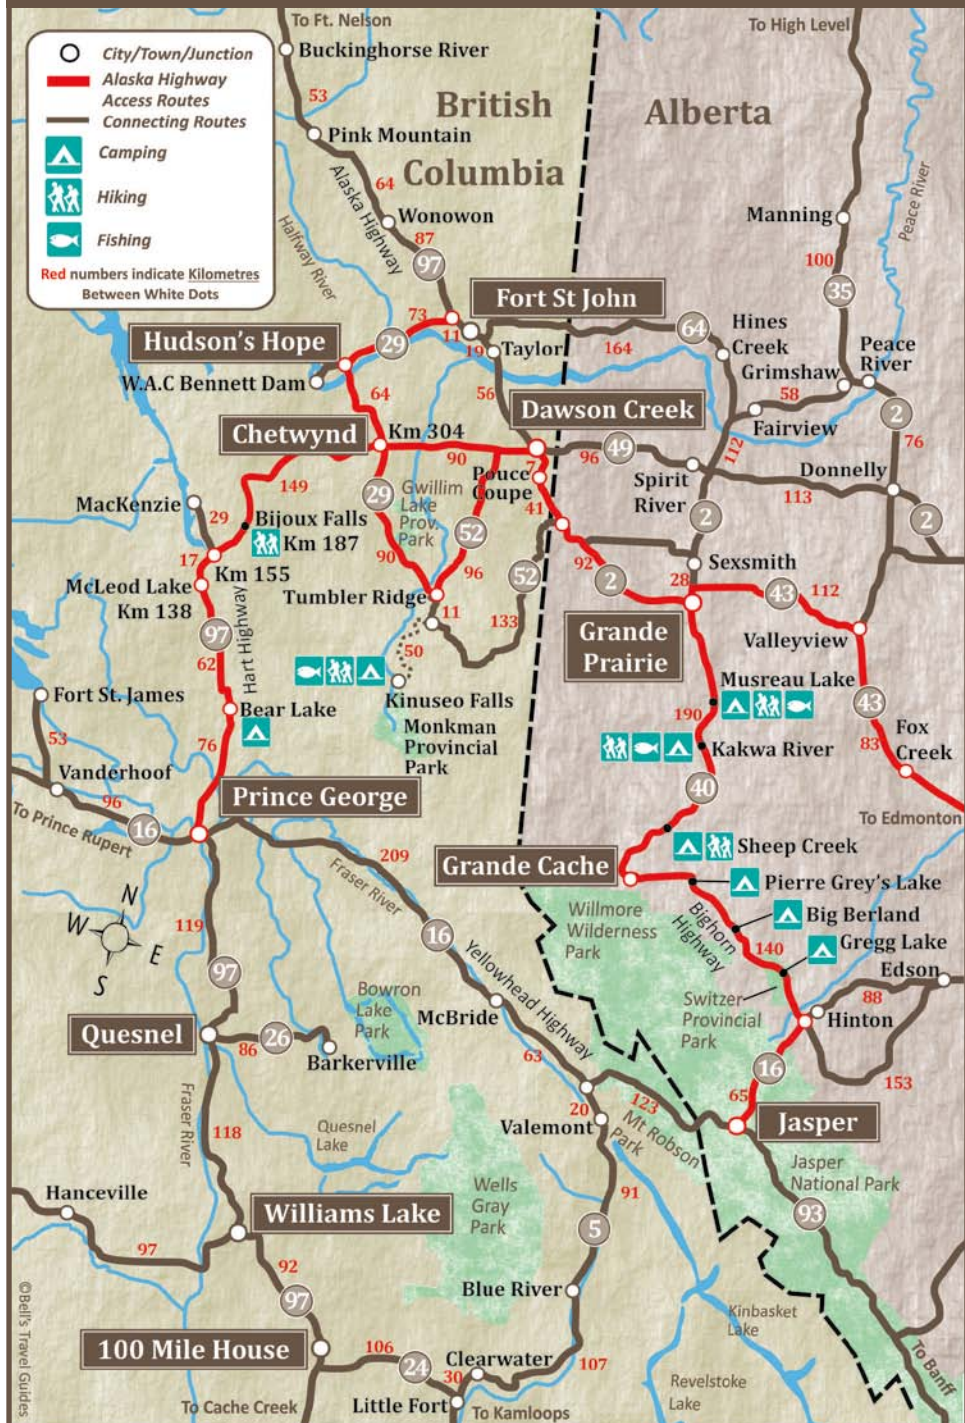 To Ft. Nelson
To High Level
City/Town/Junction
Alaska Highway
Access Routes
Connecting Routes
Camping
Hiking
Fishing
Red numbers indicate Kilometres
Between White Dots
Buckinghorse River
53
British
Columbia
Alberta
Pink Mountain
64
Alaska Highway
Wonowon
87
97
Halfway River
Manning
Peace River
100
35
Fort St John
73
11
19
Taylor
64
164
Hines
Creek
Peace
River
Grimshaw
Hudson's Hope
29
W.A.C Bennett Dam
64
56
58
Fairview
2
76
Dawson Creek
Chetwynd
Km 304
90
7
Pouce
Coupe
96
49
112
Spirit
River
Donnelly
113
2
2
149
MacKenzie
29
Bijoux Falls
Km 187
29
Gwillim
Lake
Prov.
Park
52
41
90
96
52
92
2
Sexsmith
28
43
112
17
Km 155
McLeod Lake
Km 138
97
Hart Highway
62
Tumbler Ridge
11
133
50
Grande
Prairie
Valleyview
Fort St. James
53
Bear Lake
76
Kinuseo Falls
Monkman
Provincial
Park
Musreau Lake
190
Kakwa River
40
43
83
Fox
Creek
Vanderhoof
96
To Prince Rupert
16
Prince George
To Edmonton
209
Fraser River
Grande Cache
Sheep Creek
Pierre Grey's Lake
Big Berland
Bighorn
Highway
140
Gregg Lake
Willmore
Wilderness
Park
N
W
E
S
119
97
16
Yellowhead Highway
Bowron
Lake
Park
McBride
Switzer
Provincial
Park
Edson
88
Hinton
153
Quesnel
86
26
Barkerville
63
16
65
Jasper
20
Valemont
123
Mt Robson
Park
Fraser River
118
Quesnel
Lake
Jasper
National Park
93
Hanceville
97
Williams Lake
Wells
Gray
Park
91
5
92
97
Blue River
Kinbasket
Lake
100 Mile House
106
24
Clearwater
30
107
Little Fort
Revelstoke
Lake
To Banff
To Cache Creek
To Kamloops
©Bell's Travel Guides